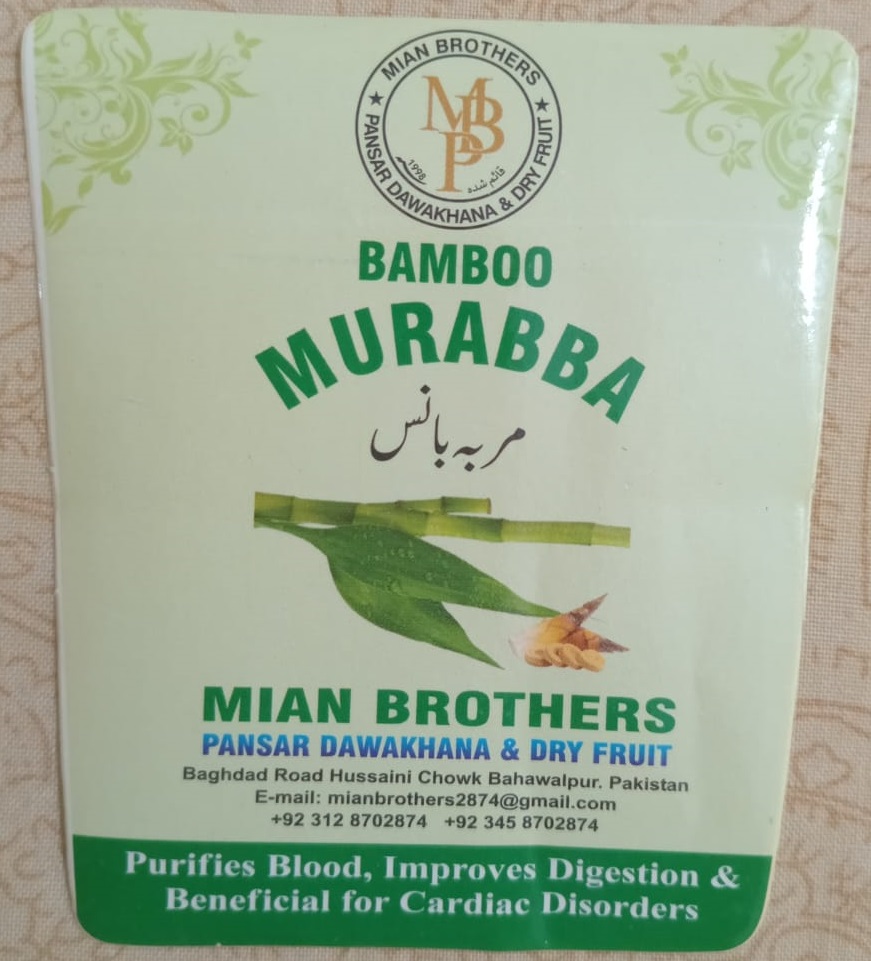 MIAN BROTHERS
MBP
1998 قائم شدہ
PANSAR DAWAKHANA & DRY FRUIT
BAMBOO
MURABBA
مربہ بانس
MIAN BROTHERS
PANSAR DAWAKHANA & DRY FRUIT
Baghdad Road Hussaini Chowk Bahawalpur. Pakistan
E-mail: mianbrothers2874@gmail.com
+92 312 8702874 +92 345 8702874
Purifies Blood, Improves Digestion &
Beneficial for Cardiac Disorders